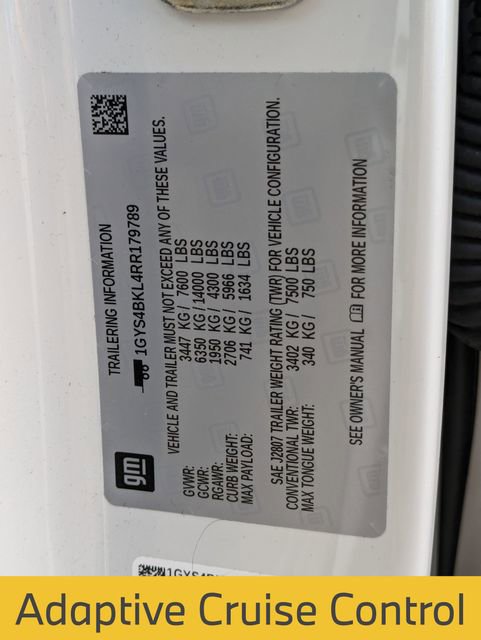 TRAILERING INFORMATION
1GYS4BKL4RR179789
gm
VEHICLE AND TRAILER MUST NOT EXCEED ANY OF THESE VALUES.
GVWR: 3447 KG / 7600 LBS
GCWR: 6350 KG / 14000 LBS
RGAWR: 1950 KG / 4300 LBS
CURB WEIGHT: 2706 KG / 5966 LBS
MAX PAYLOAD: 741 KG / 1634 LBS
SAE J2807 TRAILER WEIGHT RATING (TWR) FOR VEHICLE CONFIGURATION.
CONVENTIONAL TWR: 3402 KG / 7500 LBS
MAX TONGUE WEIGHT: 340 KG / 750 LBS
SEE OWNER'S MANUAL FOR MORE INFORMATION
Adaptive Cruise Control